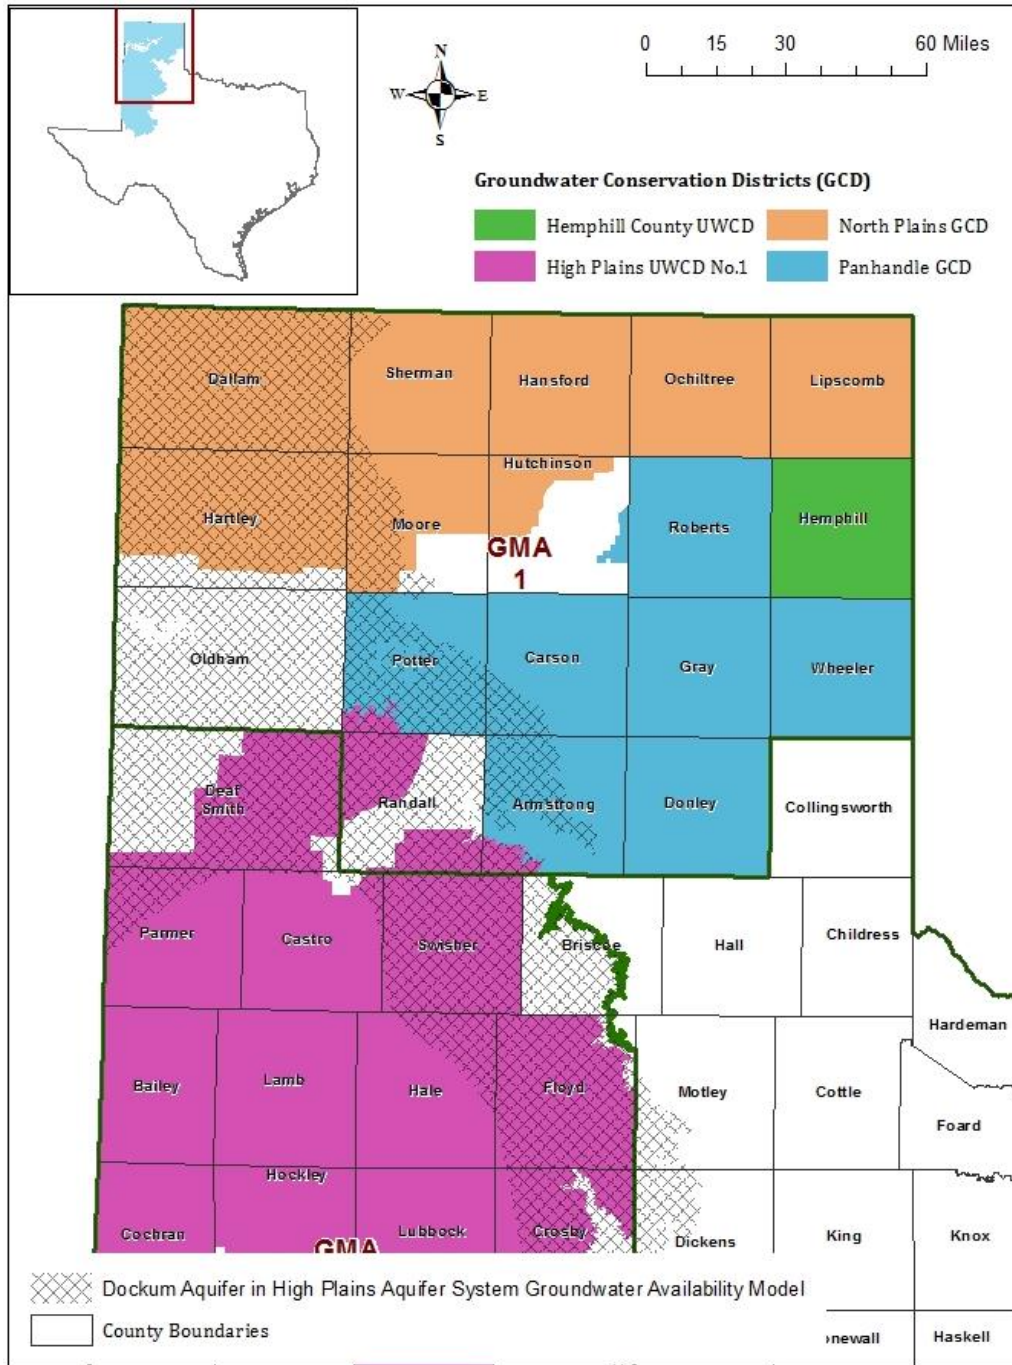 N
W E
S
0 15 30 60 Miles
Groundwater Conservation Districts (GCD)
Hemphill County UWCD North Plains GCD
High Plains UWCD No.1 Panhandle GCD
Dallam Sherman Hansford Ochiltree Lipscomb
Hutchinson
Hartley Moore Roberts Hemphill
GMA
1
Oldham Potter Carson Gray Wheeler
Deaf
Smith Randall Armstrong Donley Collingsworth
Parmer Castro Swisher Briscoe Hall Childress
Hardeman
Bailey Lamb Hale Floyd Motley Cottle
Foard
Hockley
Cochran Lubbock Crosby Dickens King Knox
GMA
Dockum Aquifer in High Plains Aquifer System Groundwater Availability Model
County Boundaries
onewall Haskell